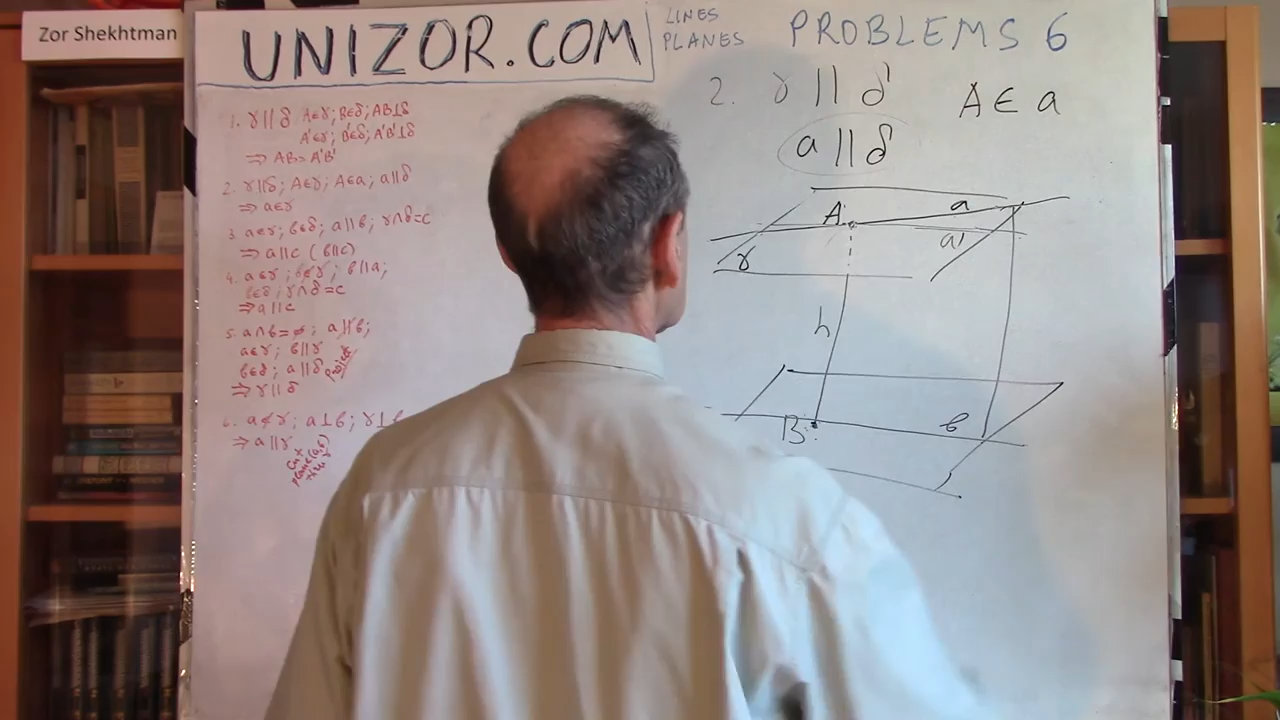 Zor Shekhtman
UNIZOR.COM
LINES
PLANES
PROBLEMS 6
1. γ || δ A∈γ; B∈δ; AB⊥δ
A'∈γ; B'∈δ; A'B'⊥δ
⇒ AB=A'B'
2. γ||δ; A∈γ; A∈a; a||δ
⇒ a∈γ
3. a∈γ; b∈δ; a||b; γ∩δ=c
⇒ a||c (b||c)
4. a∈γ; b∉γ; b||a;
b∈δ; γ∩δ=c
⇒ a||c
5. a∩b=∅; a∦b;
a∈γ; b||γ
b∈δ; a||δ
⇒ γ||δ
6. a∉γ; a⊥b; γ⊥b
⇒ a||γ
2. γ || δ A ∈ a
a || δ
A a
a'
γ
h
B b